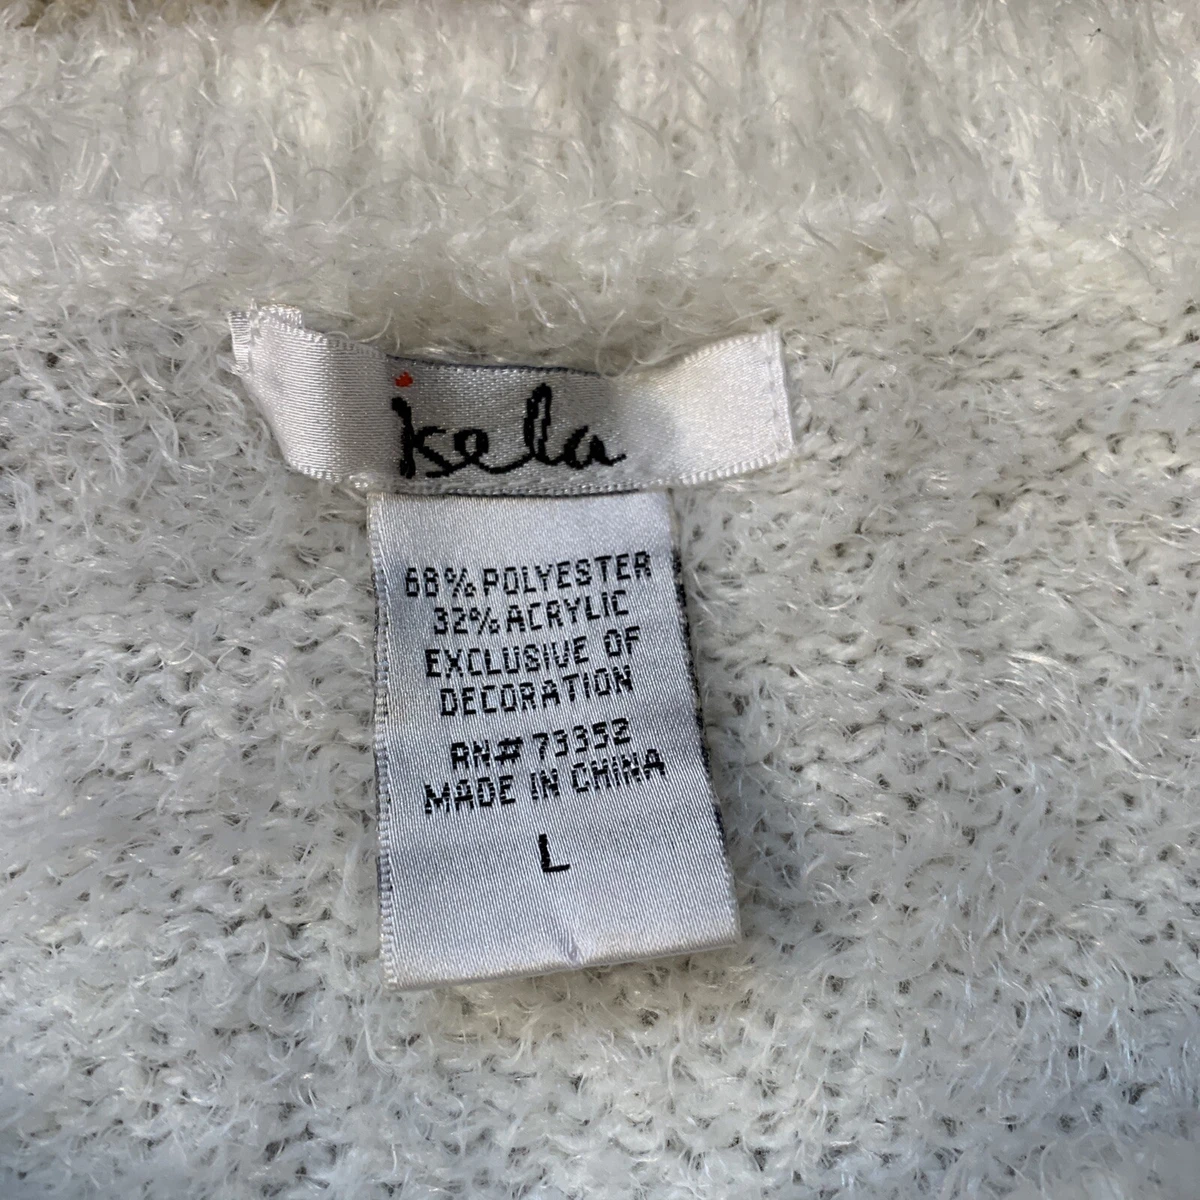 isela
68% POLYESTER
32% ACRYLIC
EXCLUSIVE OF
DECORATION
RN# 73352
MADE IN CHINA
L